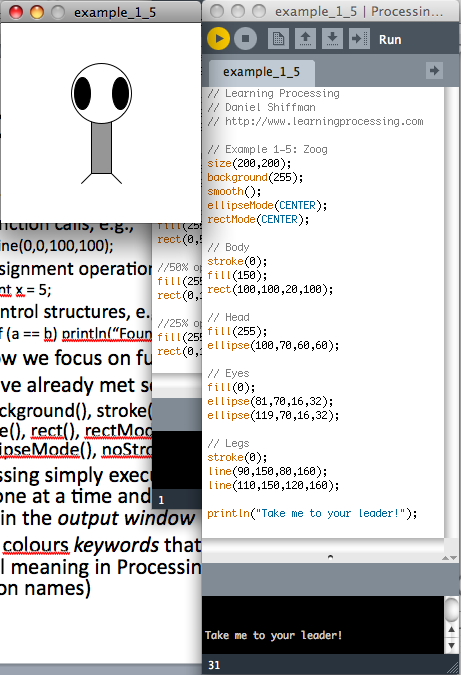 example_1_5
example_1_5 | Processin...
Run
example_1_5
// Learning Processing
// Daniel Shiffman
// http://www.learningprocessing.com
// Example 1-5: Zoog
size(200,200);
background(255);
smooth();
ellipseMode(CENTER);
rectMode(CENTER);
// Body
stroke(0);
fill(150);
rect(100,100,20,100);
// Head
fill(255);
ellipse(100,70,60,60);
// Eyes
fill(0);
ellipse(81,70,16,32);
ellipse(119,70,16,32);
// Legs
stroke(0);
line(90,150,80,160);
line(110,150,120,160);
println("Take me to your leader!");
Take me to your leader!
31
fill(255
rect(0,
//50% op
fill(255
rect(0,
//25% op
fill(255
rect(0,
1
nction calls, e.g.,
ine(0,0,100,100);
signment operatio
nt x = 5;
ntrol structures, e.
f (a == b) println("Foun
ow we focus on fu
ve already met s
ckground(), stroke(
e(), rect(), rectMod
ipseMode(), noStro
ssing simply exec
one at a time and
in the output window
colours keywords that
l meaning in Processin
on names)